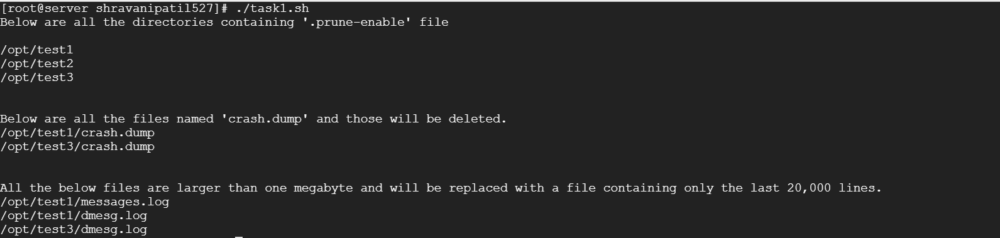 [root@server shravanipatil527]# ./task1.sh
Below are all the directories containing '.prune-enable' file
/opt/test1
/opt/test2
/opt/test3
Below are all the files named 'crash.dump' and those will be deleted.
/opt/test1/crash.dump
/opt/test3/crash.dump
All the below files are larger than one megabyte and will be replaced with a file containing only the last 20,000 lines.
/opt/test1/messages.log
/opt/test1/dmesg.log
/opt/test3/dmesg.log